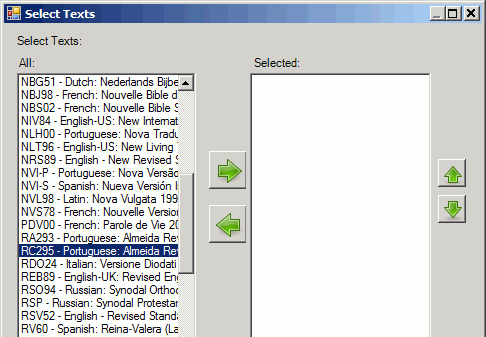 Select Texts
Select Texts:
All:
Selected:
NBG51 - Dutch: Nederlands Bijbe
NBJ98 - French: Nouvelle Bible d
NBS02 - French: Nouvelle Bible S
NIV84 - English-US: New Internat
NLH00 - Portuguese: Nova Tradu
NLT96 - English-US: New Living
NRS89 - English - New Revised S
NVI-P - Portuguese: Nova Versão
NVI-S - Spanish: Nueva Versión I
NVL98 - Latin: Nova Vulgata 199
NVS78 - French: Nouvelle Version
PDV00 - French: Parole de Vie 20
RA293 - Portuguese: Almeida Rev
RC295 - Portuguese: Almeida Rev
RDO24 - Italian: Versione Diodati
REB89 - English-UK: Revised Eng
RSO94 - Russian: Synodal Orthod
RSP - Russian: Synodal Protestan
RSV52 - English - Revised Standa
RV60 - Spanish: Reina-Valera (La